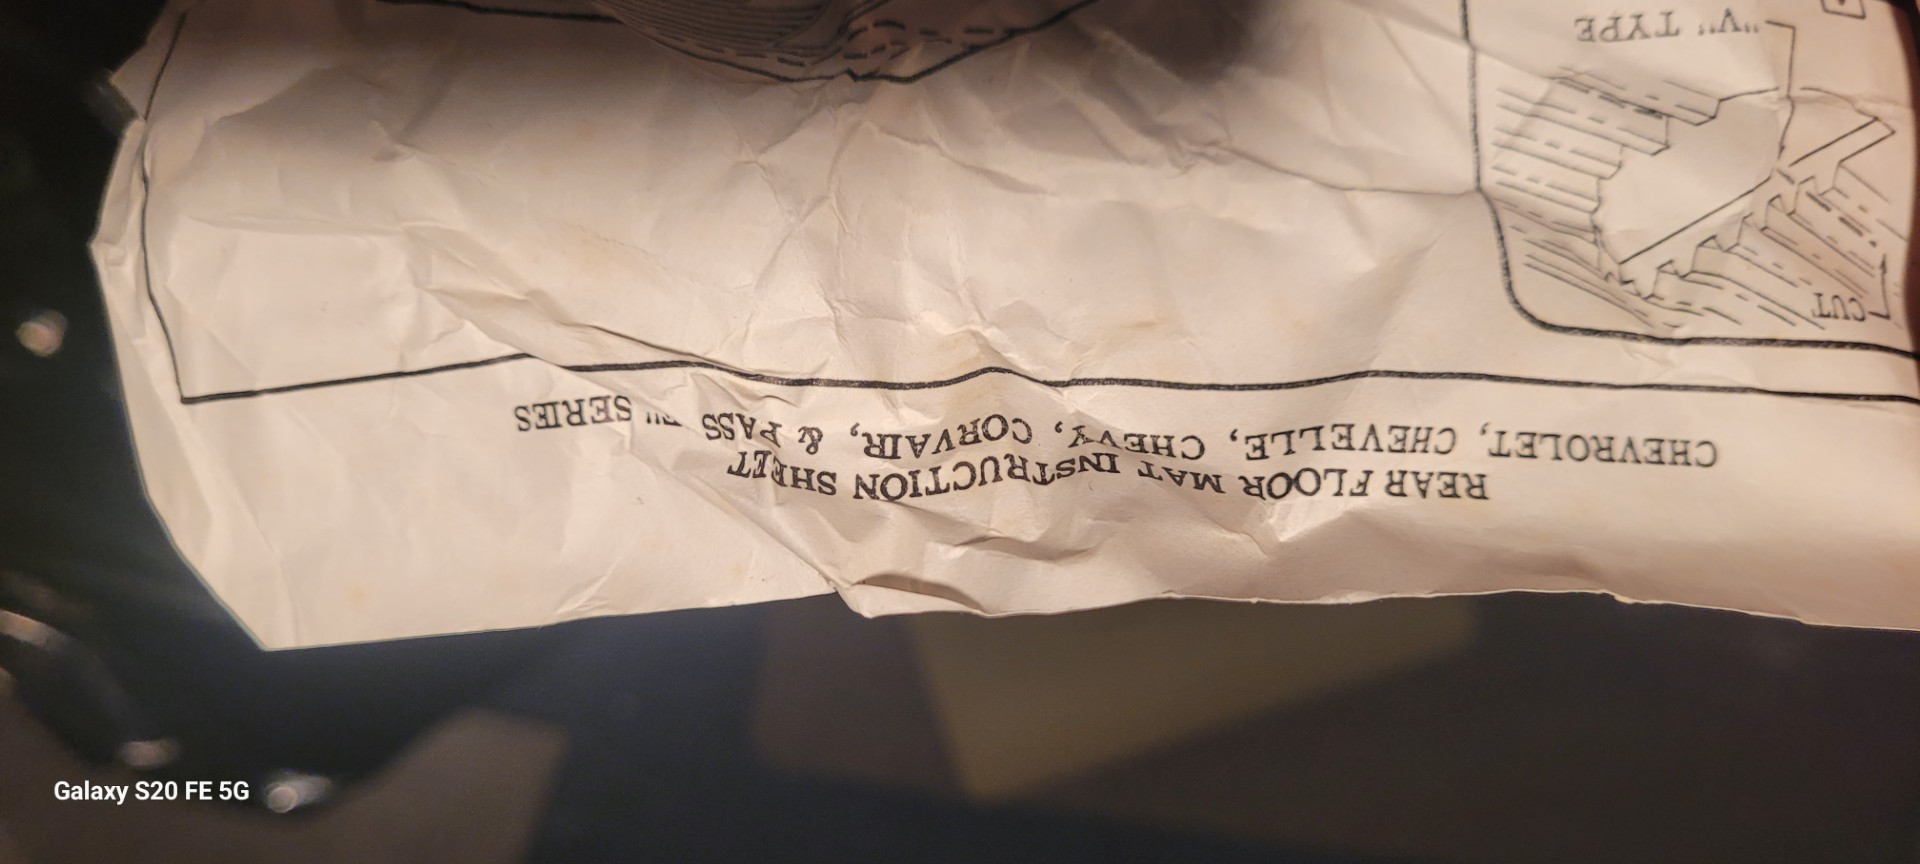 REAR FLOOR MAT INSTRUCTION SHEET
CHEVROLET, CHEVELLE, CHEVY, CORVAIR, & PASS "F" SERIES
CUT
"V" TYPE
Galaxy S20 FE 5G